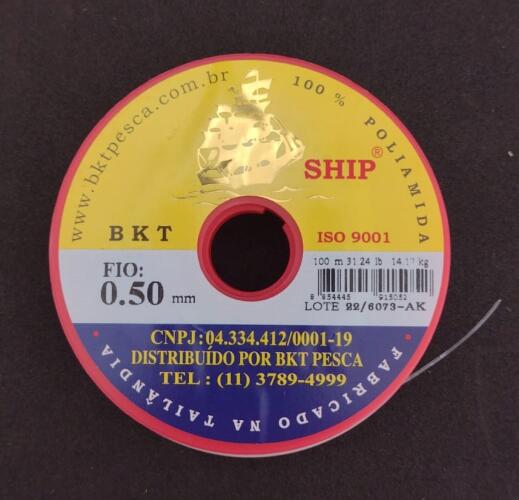 www.bktpesca.com.br
100 % POLIAMIDA
SHIP®
BKT
ISO 9001
FIO:
0.50 mm
100 m 31.24 lb 14.17 kg
LOTE 22/6073-AK
CNPJ:04.334.412/0001-19
DISTRIBUÍDO POR BKT PESCA
TEL : (11) 3789-4999
• FABRICADO NA TAILÂNDIA •